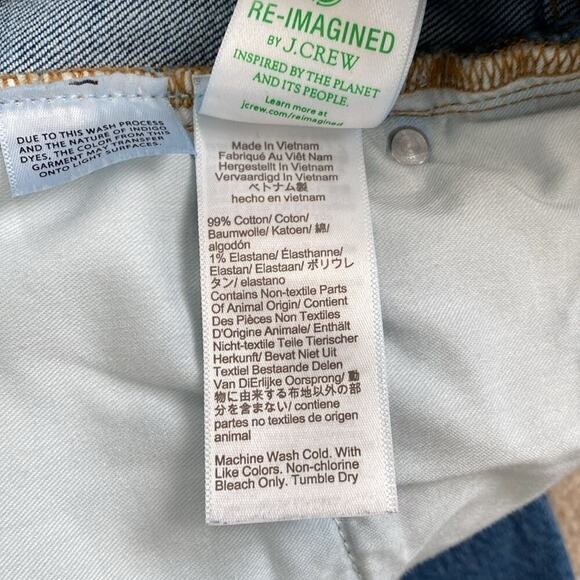 RE-IMAGINED
BY J.CREW
INSPIRED BY THE PLANET
AND ITS PEOPLE.
Learn more at
jcrew.com/reimagined
DUE TO THIS WASH PROCESS
AND THE NATURE OF INDIGO
DYES, THE COLOR FROM THIS
GARMENT MAY TRANSFER
ONTO LIGHT SURFACES.
Made In Vietnam
Fabriqué Au Viêt Nam
Hergestellt In Vietnam
Vervaardigd In Vietnam
ベトナム製
hecho en vietnam
99% Cotton/ Coton/
Baumwolle/ Katoen/ 綿/
algodón
1% Elastane/ Élasthanne/
Elastan/ Elastaan/ ポリウレ
タン/ elastano
Contains Non-textile Parts
Of Animal Origin/ Contient
Des Pièces Non Textiles
D'Origine Animale/ Enthält
Nicht-textile Teile Tierischer
Herkunft/ Bevat Niet Uit
Textiel Bestaande Delen
Van DiErlijke Oorsprong/ 動
物に由来する布地以外の部
分を含まない/ contiene
partes no textiles de origen
animal
Machine Wash Cold. With
Like Colors. Non-chlorine
Bleach Only. Tumble Dry